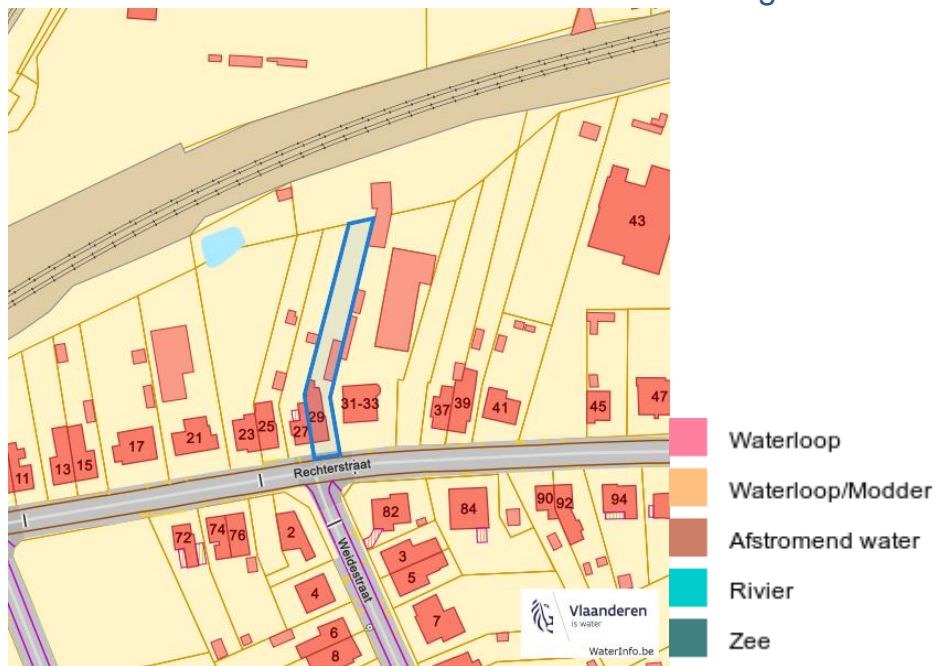 g
43
29
31-33
37
39
41
45
47
27
25
23
21
17
15
13
11
Rechterstraat
Weidestraat
72
74
76
2
82
84
90
92
94
3
5
4
7
6
8
Vlaanderen
is water
WaterInfo.be
Waterloop
Waterloop/Modder
Afstromend water
Rivier
Zee